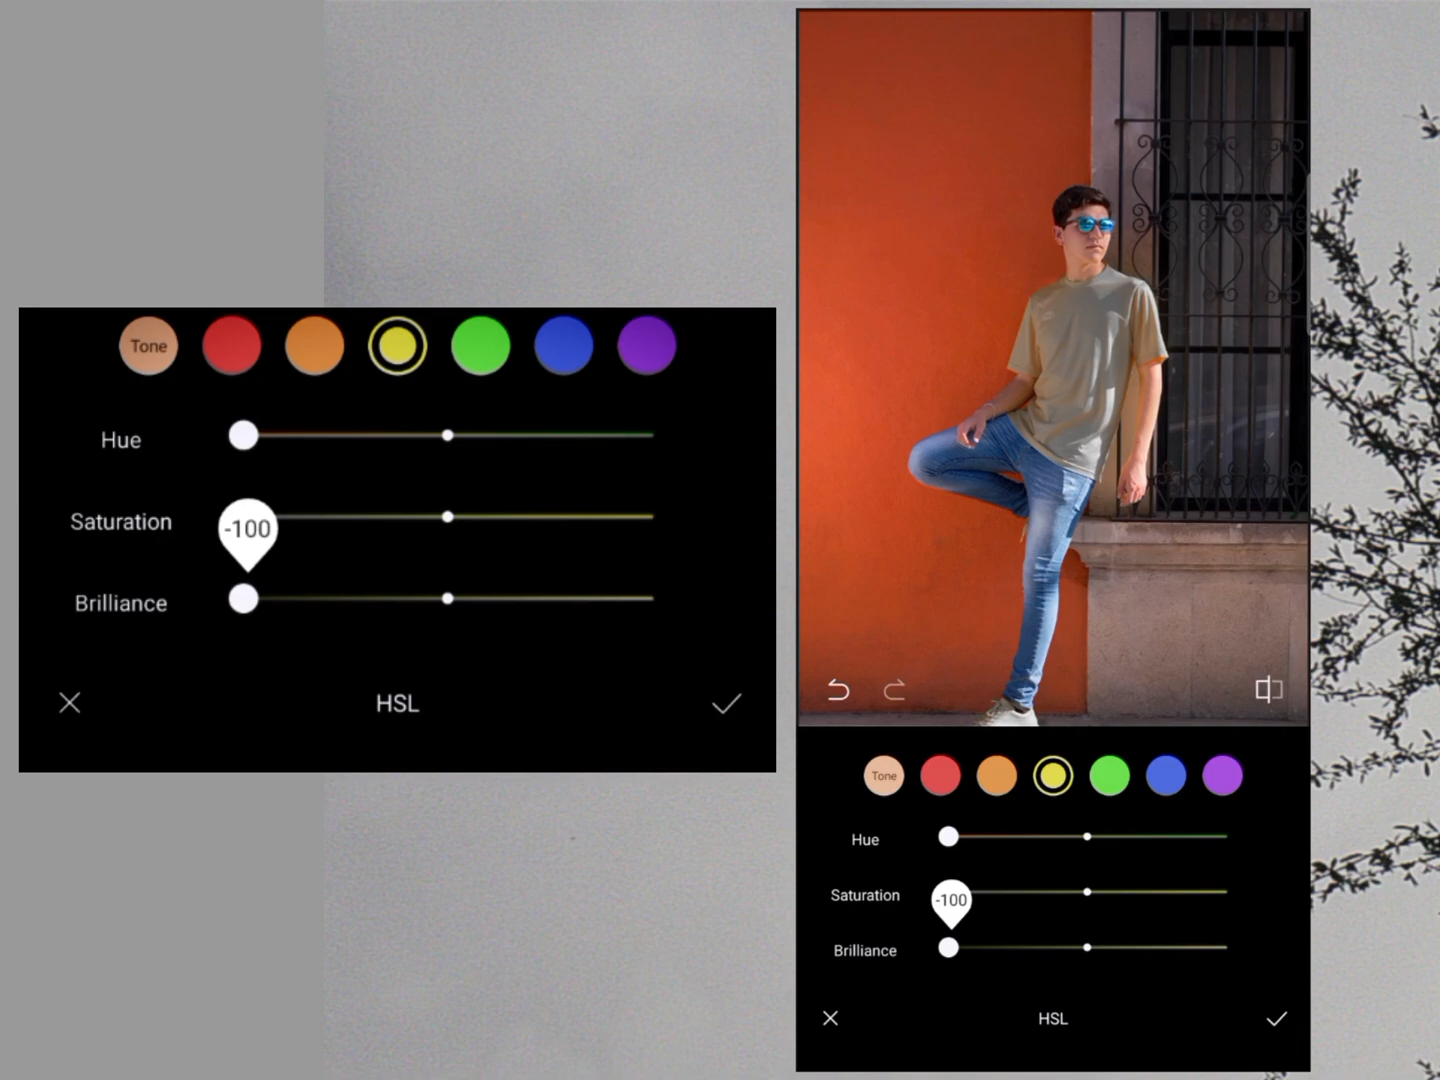 Tone
Hue
Saturation
-100
Brilliance
HSL
Tone
Hue
Saturation
-100
Brilliance
HSL